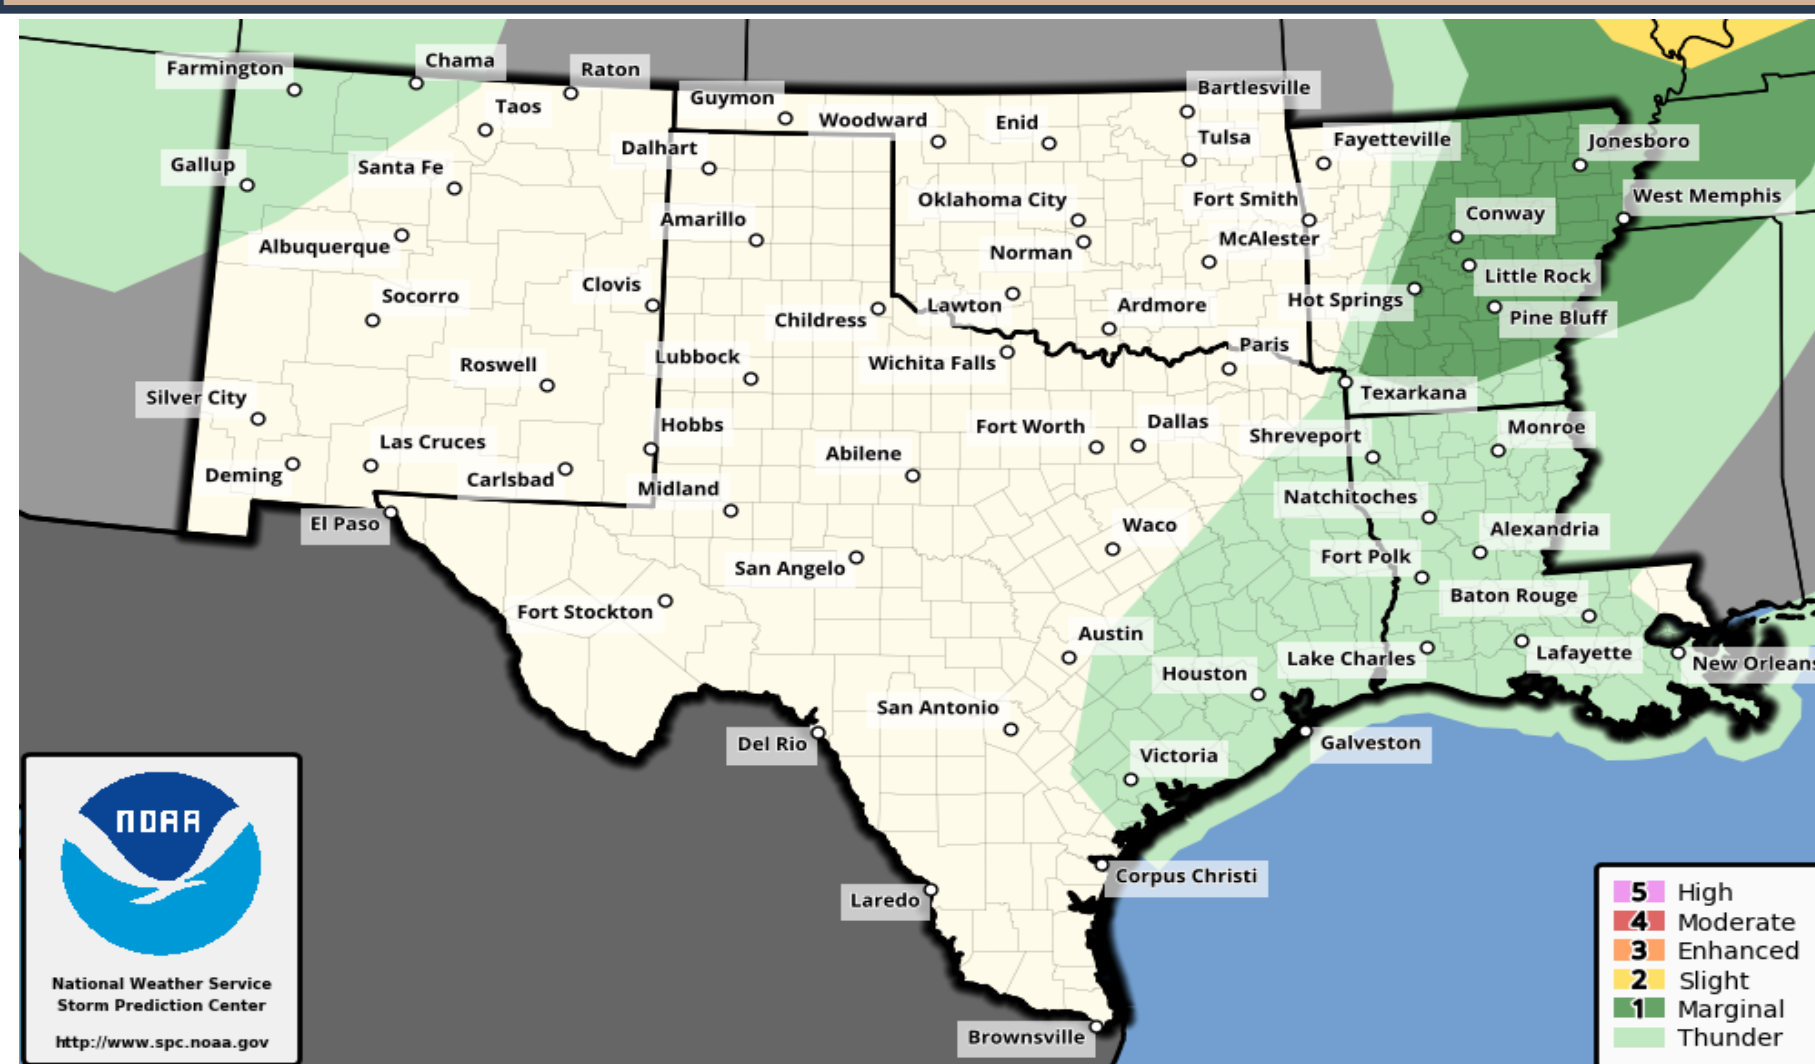 Farmington
Chama
Raton
Taos
Guymon
Woodward
Enid
Bartlesville
Tulsa
Fayetteville
Jonesboro
Gallup
Santa Fe
Dalhart
Oklahoma City
Fort Smith
Conway
West Memphis
Albuquerque
Amarillo
Norman
McAlester
Little Rock
Socorro
Clovis
Childress
Lawton
Ardmore
Hot Springs
Pine Bluff
Roswell
Lubbock
Wichita Falls
Paris
Texarkana
Silver City
Las Cruces
Hobbs
Abilene
Fort Worth
Dallas
Shreveport
Monroe
Deming
Carlsbad
Midland
Natchitoches
El Paso
San Angelo
Waco
Fort Polk
Alexandria
Fort Stockton
Austin
Baton Rouge
Houston
Lake Charles
Lafayette
New Orleans
Del Rio
San Antonio
Victoria
Galveston
Laredo
Corpus Christi
Brownsville
NOAA
National Weather Service
Storm Prediction Center
http://www.spc.noaa.gov
5 High
4 Moderate
3 Enhanced
2 Slight
1 Marginal
Thunder